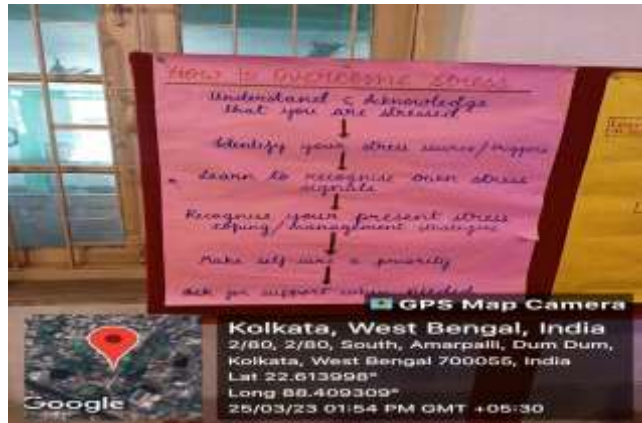 How to overcome stress
Understand & Acknowledge
that you are stressed
Identify your stress sources/triggers
Learn to recognise own stress
signals
Recognise your present stress
coping/management strategies
Make self-care a priority
Ask for support when needed
GPS Map Camera
Kolkata, West Bengal, India
2/80, 2/80, South, Amarpalli, Dum Dum,
Kolkata, West Bengal 700055, India
Lat 22.613998°
Long 88.409309°
25/03/23 01:54 PM GMT +05:30
Google